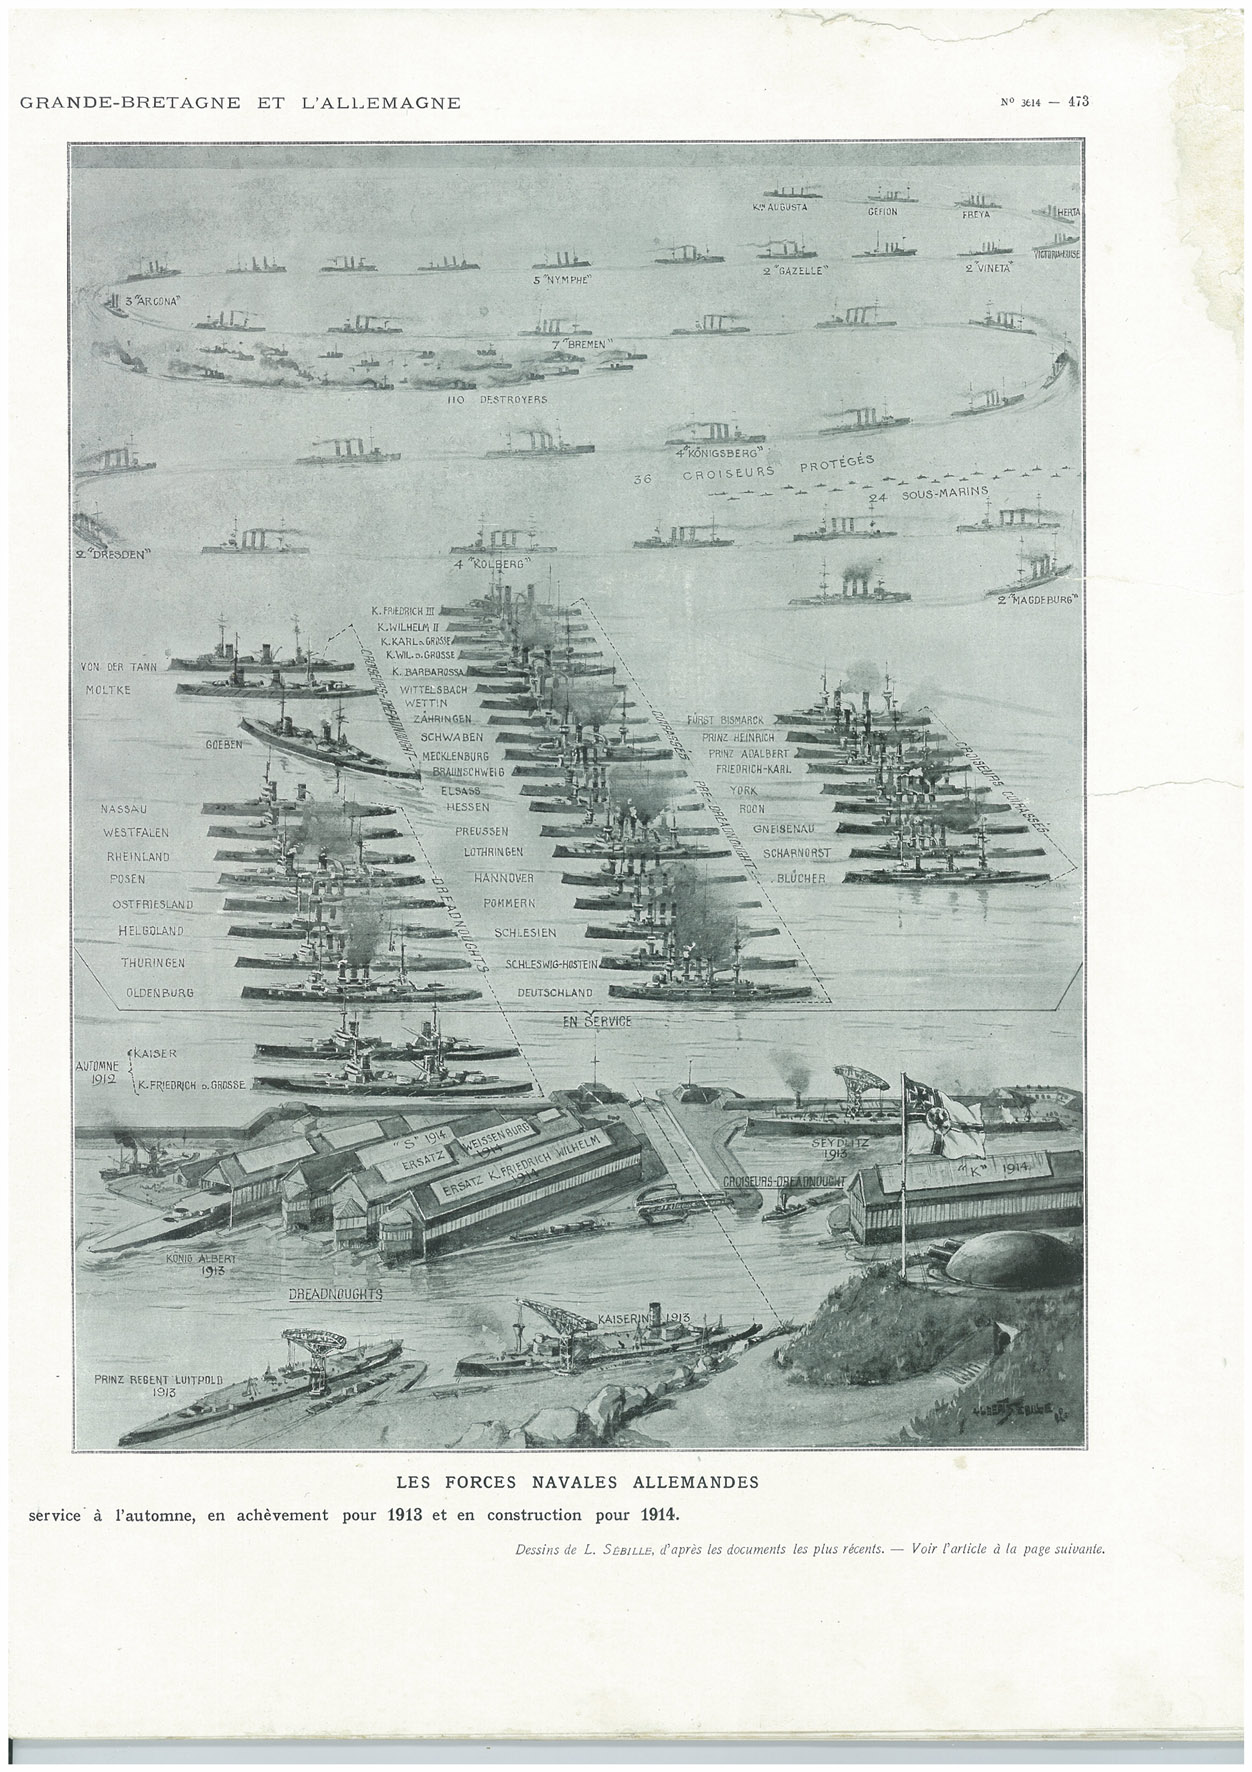 GRANDE-BRETAGNE ET L'ALLEMAGNE
Nº 3614 — 473
Kin AUGUSTA
GEFION
FREYA
HERTA
VICTORIA-LUISE
2 "VINETA"
2 "GAZELLE"
5 "NYMPHE"
3 "ARCONA"
7 "BREMEN"
110 DESTROYERS
4 "KÖNIGSBERG"
36 CROISEURS PROTÉGÉS
24 SOUS-MARINS
2 "DRESDEN"
4 "KOLBERG"
2 "MAGDEBURG"
VON DER TANN
MOLTKE
GOEBEN
CROISEURS-DREADNOUGHT
K. FRIEDRICH III
K. WILHELM II
K. KARL D. GROSSE
K. WIL. D. GROSSE
K. BARBAROSSA
WITTELSBACH
WETTIN
ZÄHRINGEN
SCHWABEN
MECKLENBURG
BRAUNSCHWEIG
ELSASS
HESSEN
PREUSSEN
LOTHRINGEN
HANNOVER
POMMERN
SCHLESIEN
SCHLESWIG-HOSTEIN
DEUTSCHLAND
CUIRASSÉS PRE-DREADNOUGHTS
FÜRST BISMARCK
PRINZ HEINRICH
PRINZ ADALBERT
FRIEDRICH-KARL
YORK
ROON
GNEISENAU
SCHARNORST
BLÜCHER
CROISEURS CUIRASSÉS
NASSAU
WESTFALEN
RHEINLAND
POSEN
OSTFRIESLAND
HELGOLAND
THÜRINGEN
OLDENBURG
DREADNOUGHTS
EN SERVICE
AUTOMNE
1912
KAISER
K. FRIEDRICH D. GROSSE
"S" 1914
ERSATZ WEISSENBURG
1914
ERSATZ K. FRIEDRICH WILHELM
1914
SEYDLITZ
1913
CROISEURS-DREADNOUGHT
"K" 1914
KÖNIG ALBERT
1913
DREADNOUGHTS
KAISERIN 1913
PRINZ REGENT LUITPOLD
1913
LES FORCES NAVALES ALLEMANDES
service à l'automne, en achèvement pour 1913 et en construction pour 1914.
Dessins de L. SÉBILLE, d'après les documents les plus récents. — Voir l'article à la page suivante.